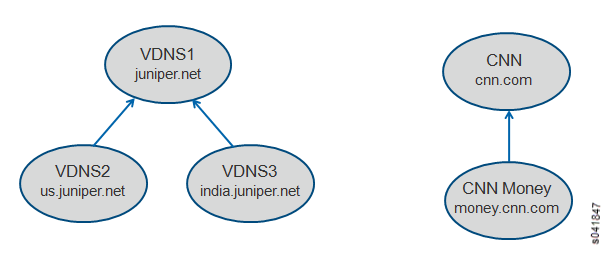 VDNS1
juniper.net
CNN
cnn.com
VDNS2
us.juniper.net
VDNS3
india.juniper.net
CNN Money
money.cnn.com
s041847